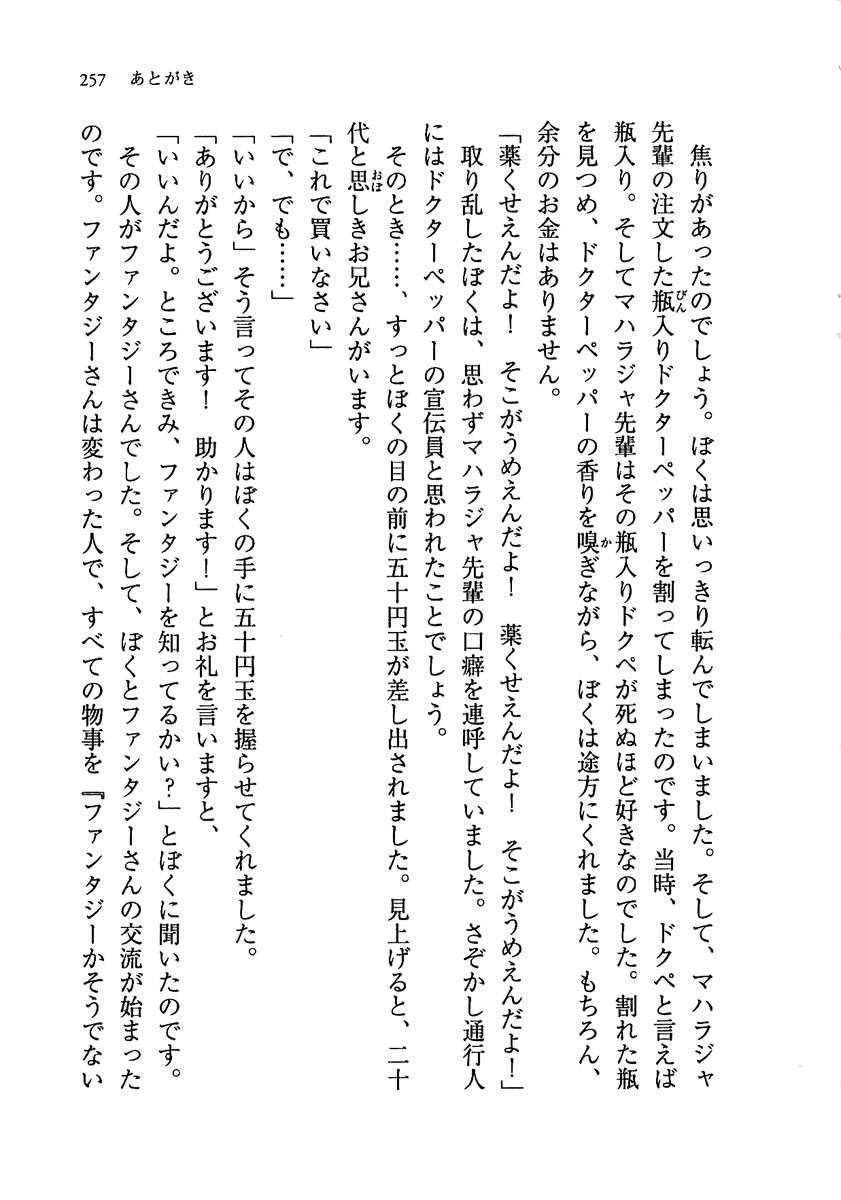 257 あとがき
　焦りがあったのでしょう。ぼくは思いっきり転んでしまいました。そして、マハラジャ
先輩の注文した瓶入りドクターペッパーを割ってしまったのです。当時、ドクペと言えば
瓶入り。そしてマハラジャ先輩はその瓶入りドクペが死ぬほど好きなのでした。割れた瓶
を見つめ、ドクターペッパーの香りを嗅ぎながら、ぼくは途方にくれました。もちろん、
余分のお金はありません。
「薬くせえんだよ！　そこがうめえんだよ！　薬くせえんだよ！　そこがうめえんだよ！」
　取り乱したぼくは、思わずマハラジャ先輩の口癖を連呼していました。さぞかし通行人
にはドクターペッパーの宣伝員と思われたことでしょう。
　そのとき……、すっとぼくの目の前に五十円玉が差し出されました。見上げると、二十
代と思しきお兄さんがいます。
「これで買いなさい」
「で、でも……」
「いいから」そう言ってその人はぼくの手に五十円玉を握らせてくれました。
「ありがとうございます！　助かります！」とお礼を言いますと、
「いいんだよ。ところできみ、ファンタジーを知ってるかい？」とぼくに聞いたのです。
　その人がファンタジーさんでした。そして、ぼくとファンタジーさんの交流が始まった
のです。ファンタジーさんは変わった人で、すべての物事を『ファンタジーかそうでない